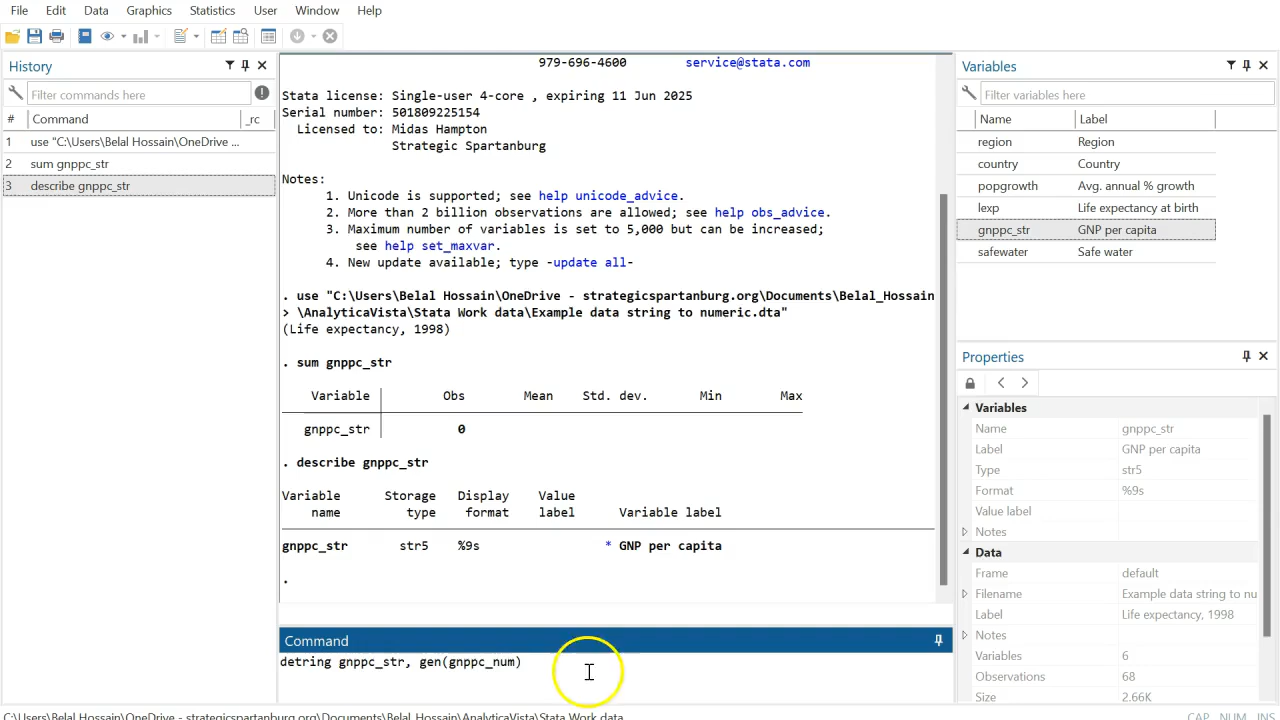 File Edit Data Graphics Statistics User Window Help
History
Filter commands here
# Command _rc
1 use "C:\Users\Belal Hossain\OneDrive ...
2 sum gnppc_str
3 describe gnppc_str
979-696-4600 service@stata.com
Stata license: Single-user 4-core , expiring 11 Jun 2025
Serial number: 501809225154
Licensed to: Midas Hampton
Strategic Spartanburg
Notes:
1. Unicode is supported; see help unicode_advice.
2. More than 2 billion observations are allowed; see help obs_advice.
3. Maximum number of variables is set to 5,000 but can be increased;
see help set_maxvar.
4. New update available; type -update all-
. use "C:\Users\Belal Hossain\OneDrive - strategicspartanburg.org\Documents\Belal_Hossain
> \AnalyticaVista\Stata Work data\Example data string to numeric.dta"
(Life expectancy, 1998)
. sum gnppc_str
Variable Obs Mean Std. dev. Min Max
gnppc_str 0
. describe gnppc_str
Variable Storage Display Value
name type format label Variable label
gnppc_str str5 %9s * GNP per capita
.
Command
detring gnppc_str, gen(gnppc_num)
Variables
Filter variables here
Name Label
region Region
country Country
popgrowth Avg. annual % growth
lexp Life expectancy at birth
gnppc_str GNP per capita
safewater Safe water
Properties
Variables
Name gnppc_str
Label GNP per capita
Type str5
Format %9s
Value label
Notes
Data
Frame default
Filename Example data string to nu
Label Life expectancy, 1998
Notes
Variables 6
Observations 68
Size 2.66K
C:\Users\Belal Hossain\OneDrive - strategicspartanburg.org\Documents\Belal_Hossain\AnalyticaVista\Stata Work data
CAP NUM INS